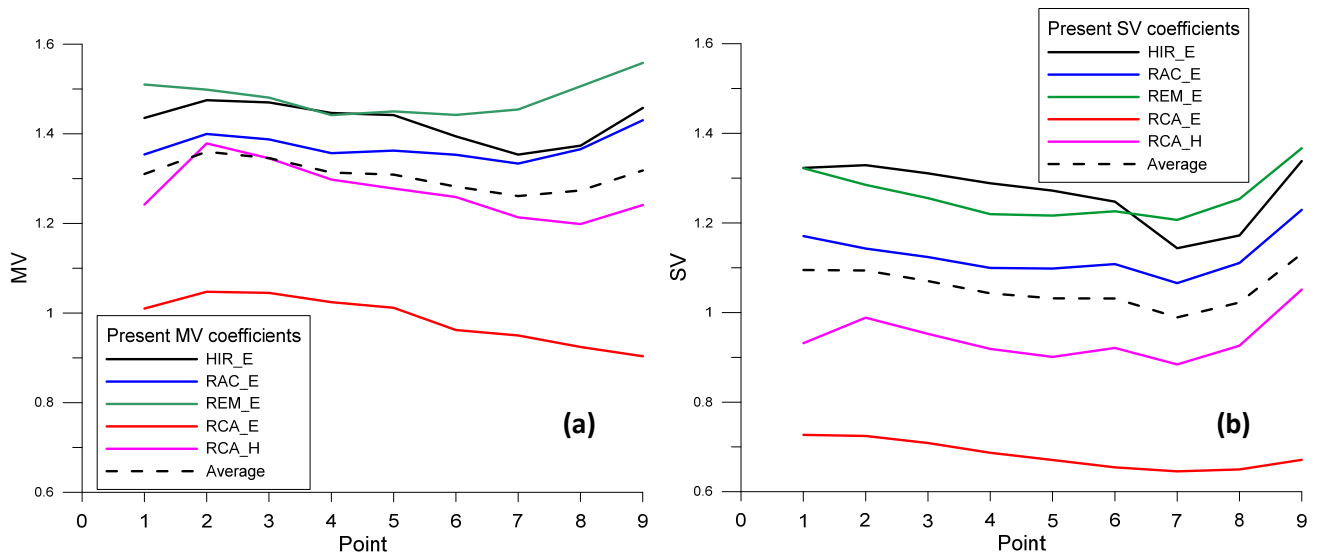 1.6
1.4
1.2
1
0.8
0.6
MV
0 1 2 3 4 5 6 7 8 9
Point
Present MV coefficients
HIR_E
RAC_E
REM_E
RCA_E
RCA_H
Average
(a)
1.6
1.4
1.2
1
0.8
0.6
SV
0 1 2 3 4 5 6 7 8 9
Point
Present SV coefficients
HIR_E
RAC_E
REM_E
RCA_E
RCA_H
Average
(b)